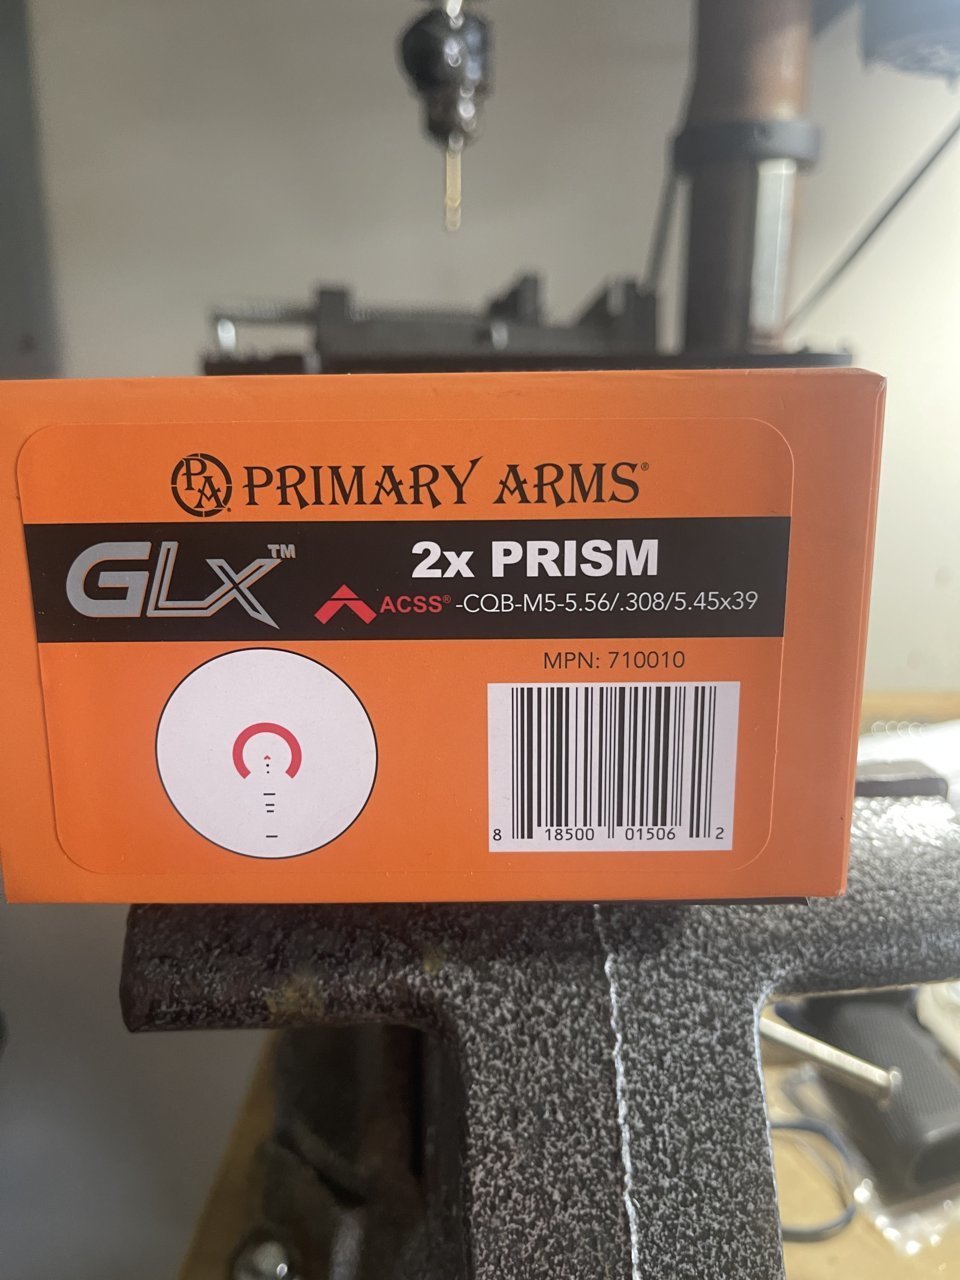 PA® PRIMARY ARMS®
GLx™
2x PRISM
ACSS®-CQB-M5-5.56/.308/5.45x39
MPN: 710010
8 18500 01506 2